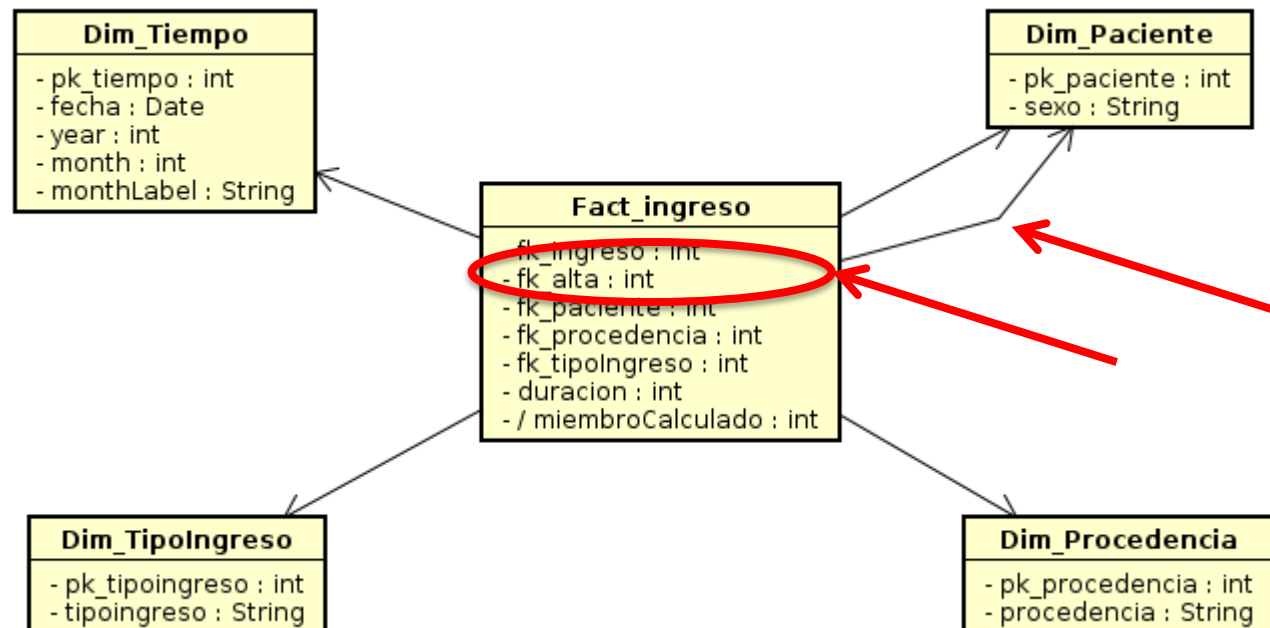 Dim_Tiempo
- pk_tiempo : int
- fecha : Date
- year : int
- month : int
- monthLabel : String
Dim_Paciente
- pk_paciente : int
- sexo : String
Fact_ingreso
- fk_ingreso : int
- fk_alta : int
- fk_paciente : int
- fk_procedencia : int
- fk_tipoIngreso : int
- duracion : int
- / miembroCalculado : int
Dim_TipoIngreso
- pk_tipoingreso : int
- tipoingreso : String
Dim_Procedencia
- pk_procedencia : int
- procedencia : String